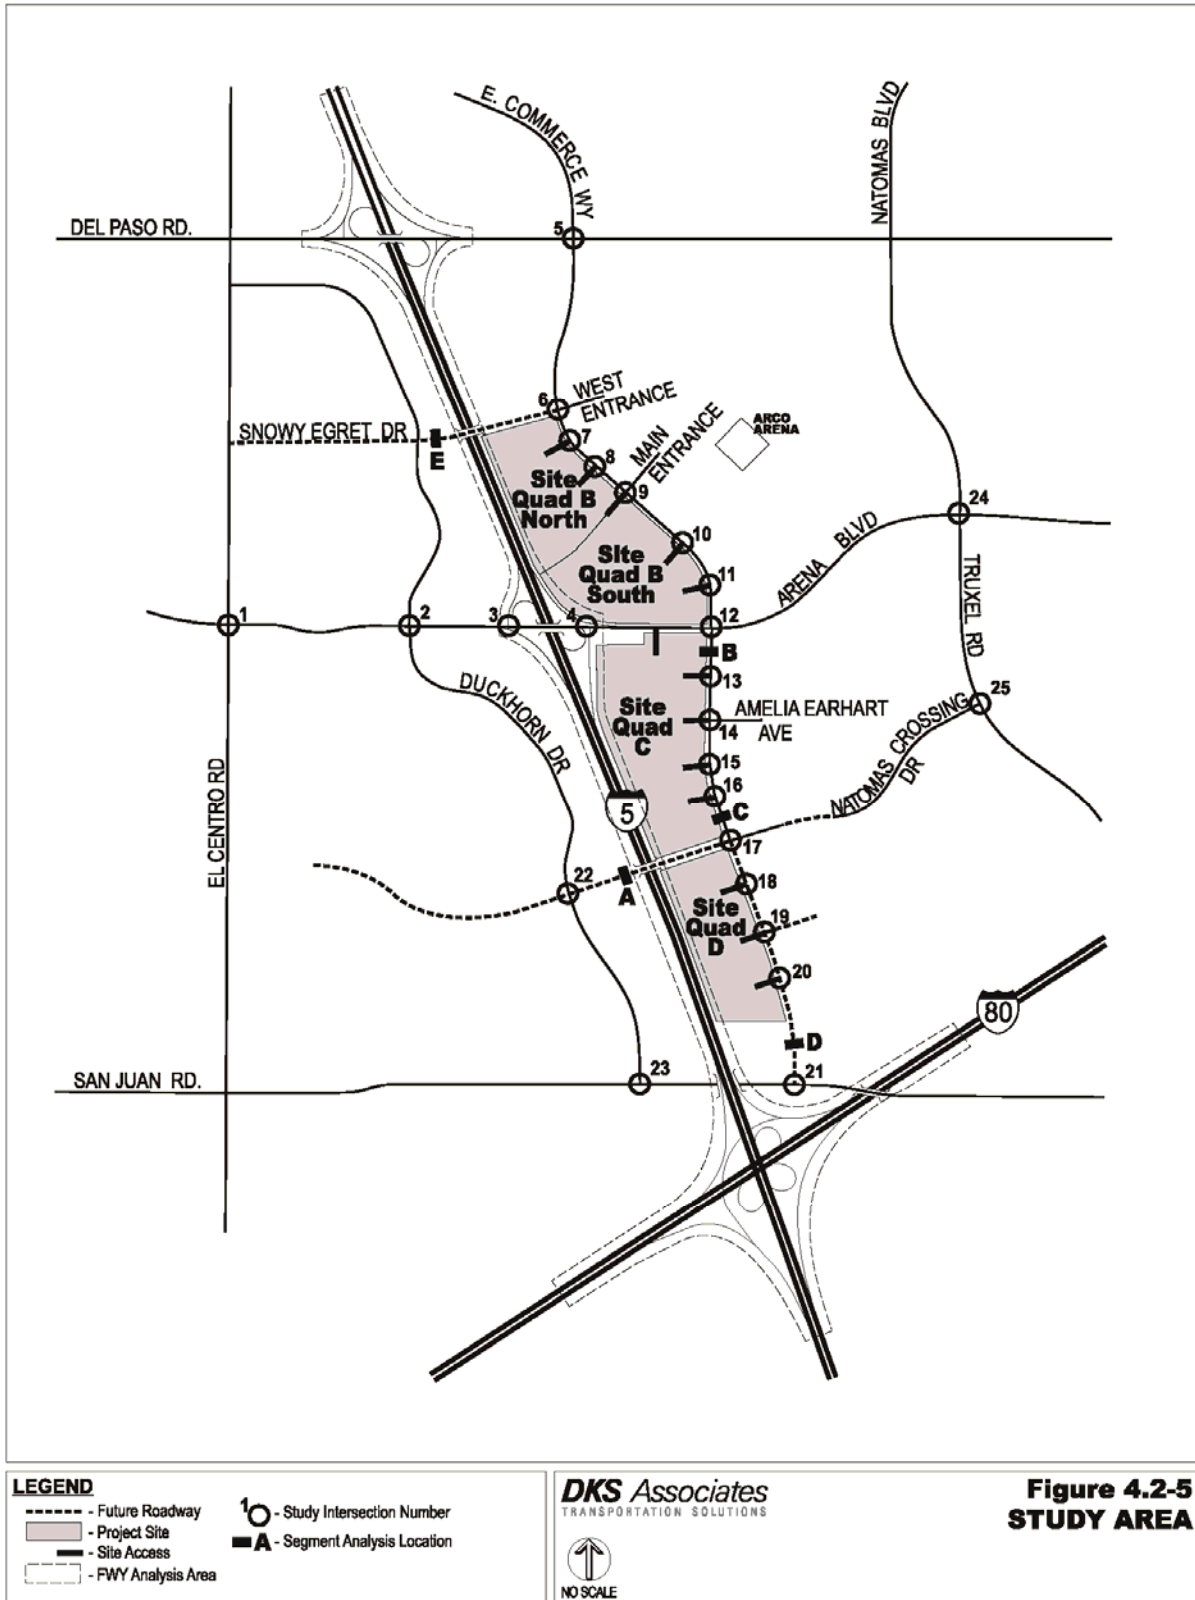 E. COMMERCE WY
NATOMAS BLVD
DEL PASO RD.
5
6
WEST
ENTRANCE
SNOWY EGRET DR
E
7
8
MAIN
ENTRANCE
9
ARCO
ARENA
Site
Quad B
North
10
24
SIte
Quad B
South
11
ARENA BLVD
TRUXEL RD
1
2
3
4
12
B
DUCKHORN DR
13
25
Site
Quad
C
AMELIA EARHART
AVE
14
15
NATOMAS CROSSING
DR
16
EL CENTRO RD
5
C
17
22
A
18
Site
Quad
D
19
20
80
D
SAN JUAN RD.
23
21
LEGEND
- Future Roadway
- Project Site
- Site Access
- FWY Analysis Area
1
- Study Intersection Number
A - Segment Analysis Location
DKS Associates
TRANSPORTATION SOLUTIONS
NO SCALE
Figure 4.2-5
STUDY AREA